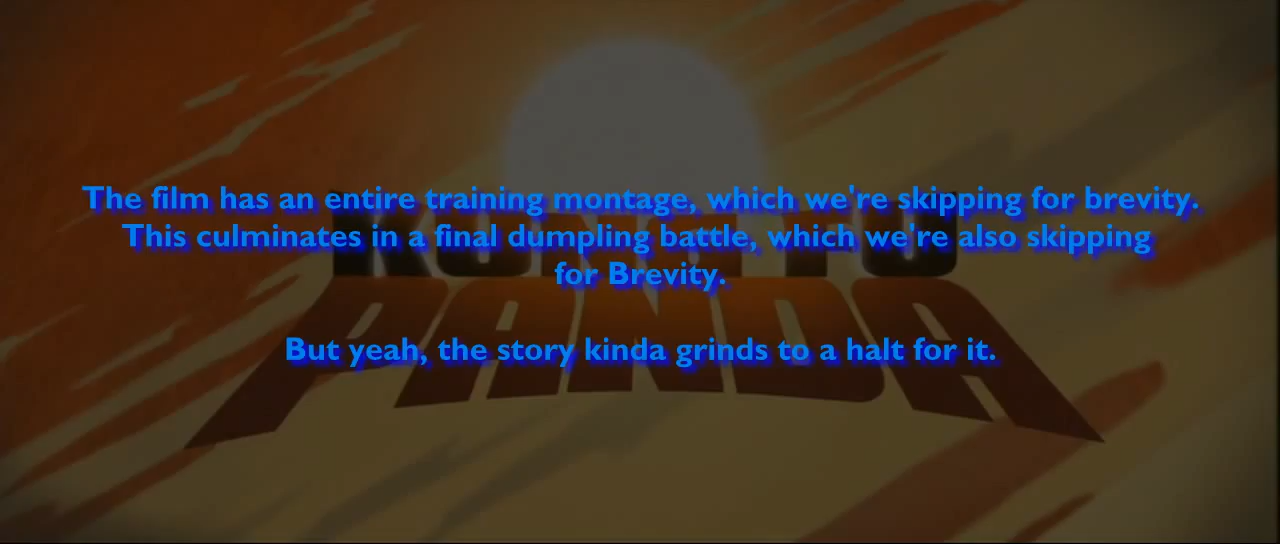 The film has an entire training montage, which we're skipping for brevity.
This culminates in a final dumpling battle, which we're also skipping
for Brevity.
But yeah, the story kinda grinds to a halt for it.
KUNG FU
PANDA